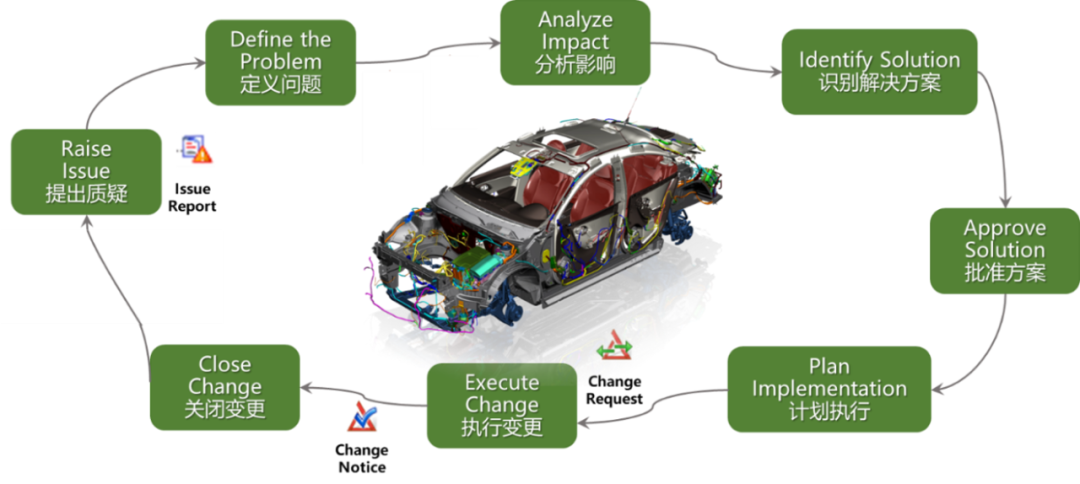 Raise
Issue
提出质疑
Issue
Report
Define the
Problem
定义问题
Analyze
Impact
分析影响
Identify Solution
识别解决方案
Approve
Solution
批准方案
Plan
Implementation
计划执行
Change
Request
Execute
Change
执行变更
Change
Notice
Close
Change
关闭变更